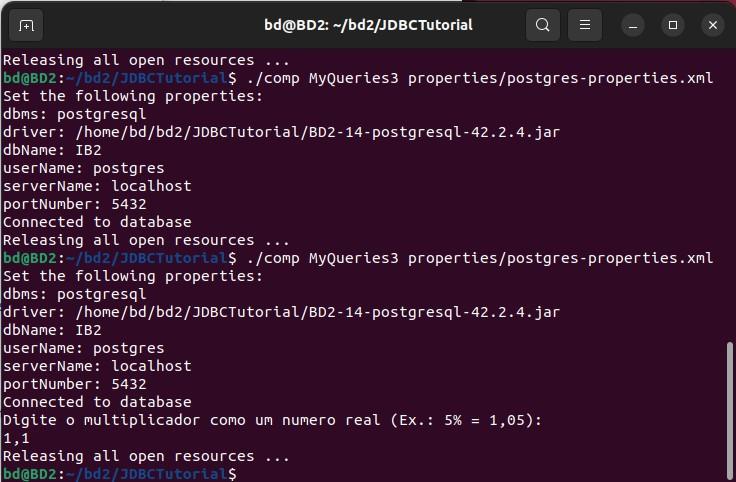 bd@BD2: ~/bd2/JDBCTutorial
Releasing all open resources ...
bd@BD2:~/bd2/JDBCTutorial$ ./comp MyQueries3 properties/postgres-properties.xml
Set the following properties:
dbms: postgresql
driver: /home/bd/bd2/JDBCTutorial/BD2-14-postgresql-42.2.4.jar
dbName: IB2
userName: postgres
serverName: localhost
portNumber: 5432
Connected to database
Releasing all open resources ...
bd@BD2:~/bd2/JDBCTutorial$ ./comp MyQueries3 properties/postgres-properties.xml
Set the following properties:
dbms: postgresql
driver: /home/bd/bd2/JDBCTutorial/BD2-14-postgresql-42.2.4.jar
dbName: IB2
userName: postgres
serverName: localhost
portNumber: 5432
Connected to database
Digite o multiplicador como um numero real (Ex.: 5% = 1,05):
1,1
Releasing all open resources ...
bd@BD2:~/bd2/JDBCTutorial$